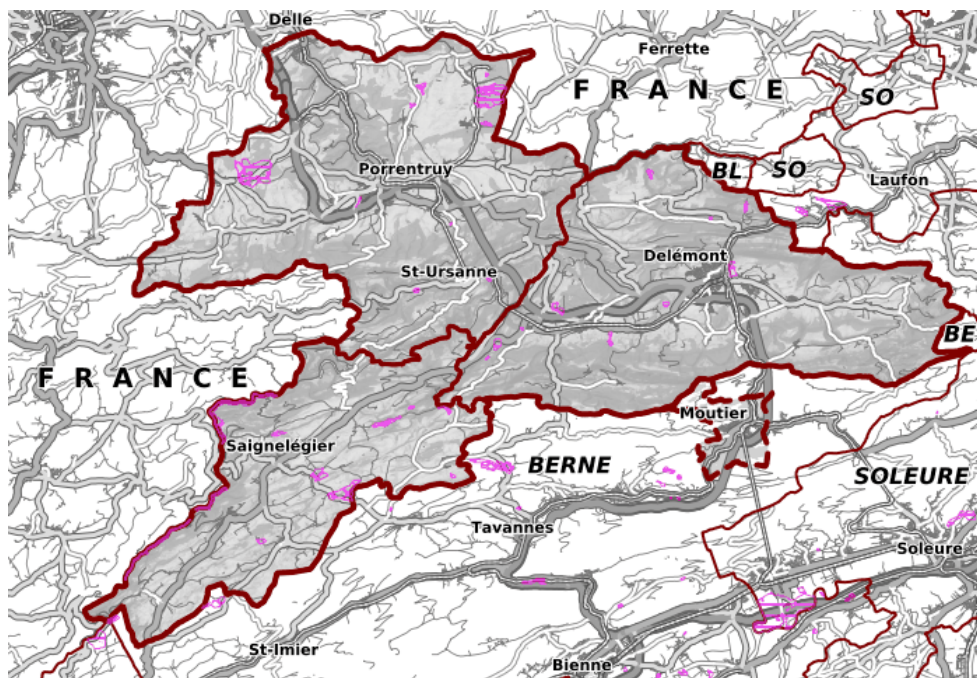 Delle
Ferrette
F R A N C E
SO
Porrentruy
BL
SO
Laufon
Delémont
St-Ursanne
BE
F R A N C E
Moutier
Saignelégier
BERNE
SOLEURE
Tavannes
Soleure
St-Imier
Bienne